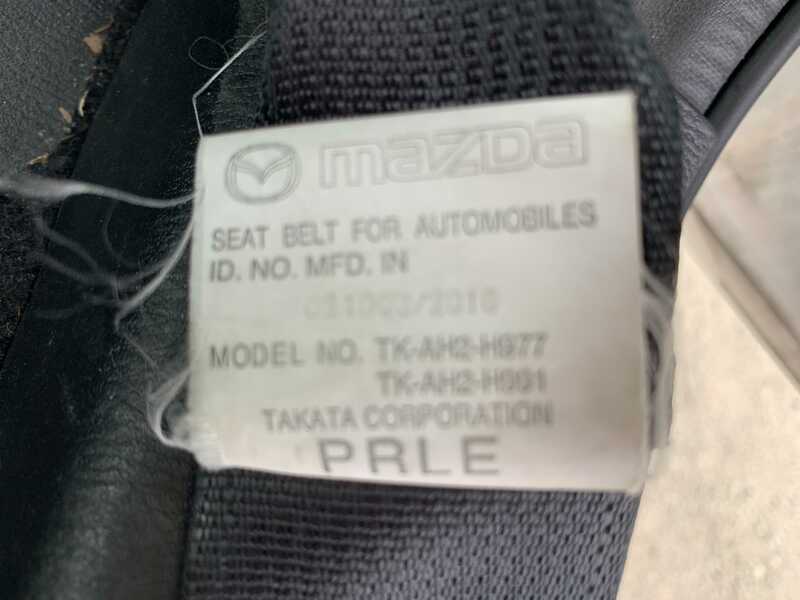 mazda
SEAT BELT FOR AUTOMOBILES
ID. NO. MFD. IN
MODEL NO. TK-AH2-H977
TK-AH2-H991
TAKATA CORPORATION
PRLE